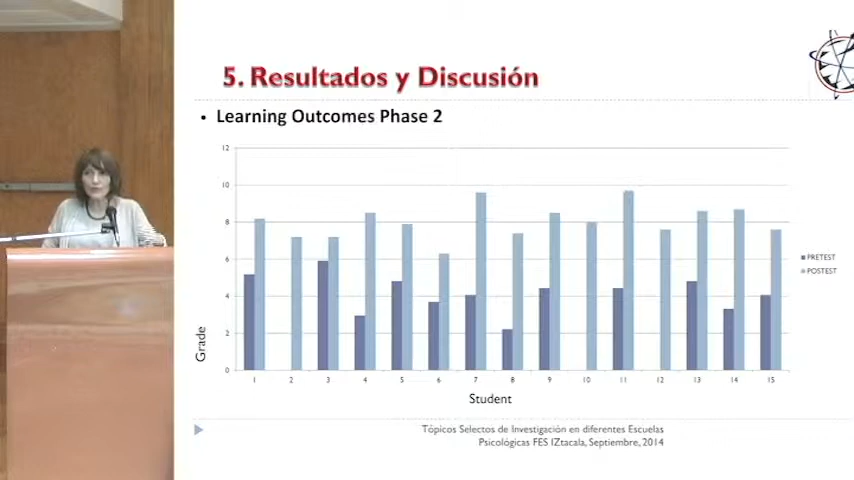 5. Resultados y Discusión
• Learning Outcomes Phase 2
12
10
8
6
4
2
0
Grade
1 2 3 4 5 6 7 8 9 10 11 12 13 14 15
Student
PRETEST
POSTEST
Tópicos Selectos de Investigación en diferentes Escuelas
Psicológicas FES IZtacala, Septiembre, 2014